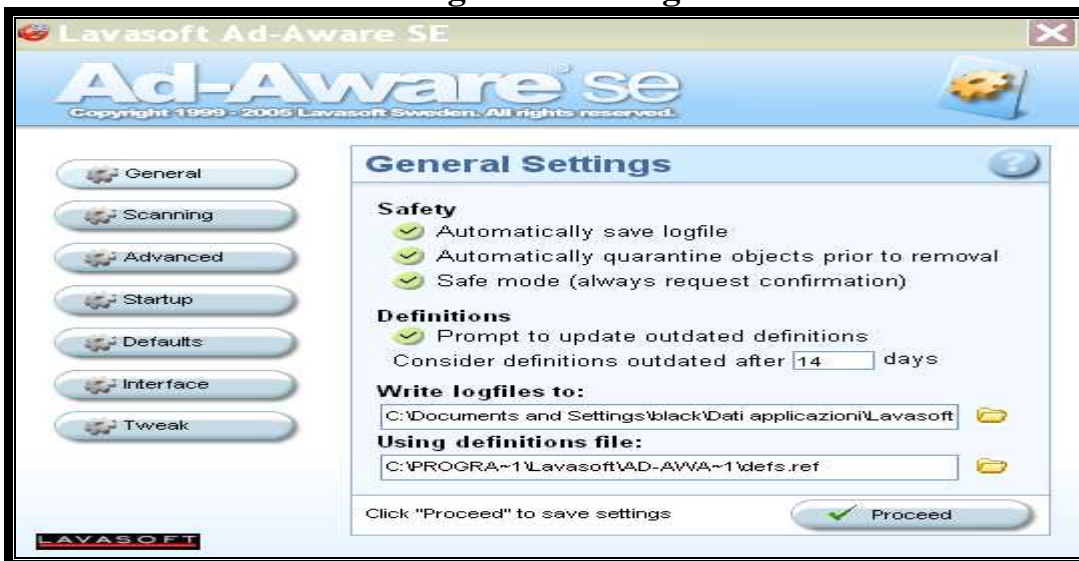 Lavasoft Ad-Aware SE
Ad-Aware SE
Copyright 1999 - 2005 Lavasoft Sweden. All rights reserved.
General
Scanning
Advanced
Startup
Defaults
Interface
Tweak
General Settings
?
Safety
Automatically save logfile
Automatically quarantine objects prior to removal
Safe mode (always request confirmation)
Definitions
Prompt to update outdated definitions
Consider definitions outdated after 14 days
Write logfiles to:
C:\Documents and Settings\black\Dati applicazioni\Lavasoft
Using definitions file:
C:\PROGRA~1\Lavasoft\AD-AWA~1\defs.ref
Click "Proceed" to save settings
Proceed
LAVASOFT